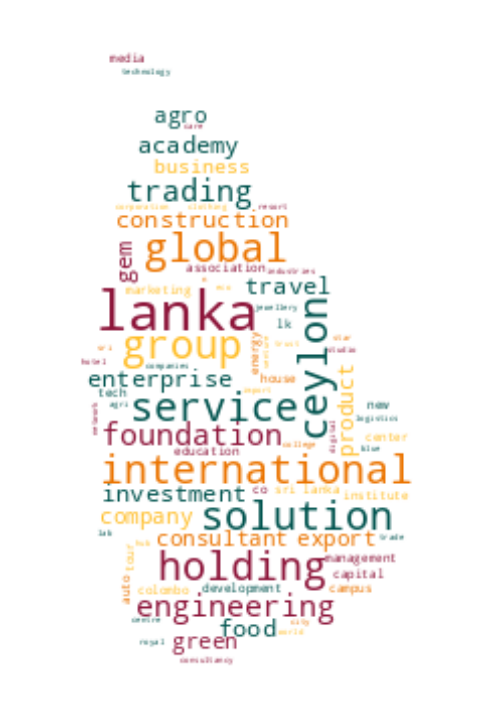 media
technology
agro
care
academy
business
trading
corporation clothing resort
construction
global
gem
association industries
travel
marketing eco
lanka
jewellery
ceylon
lk
group
energy
star
sri
studio
hotel
companies
trust
enterprise
house
product
tech
import
agri
service
new
logistics
network
foundation
digital
center
college
education
blue
international
investment co sri lanka institute
company solution
lab
hub consultant export trade
tour
holding management
capital
auto
colombo development campus
engineering
centre
food
city
world
royal green
consultancy